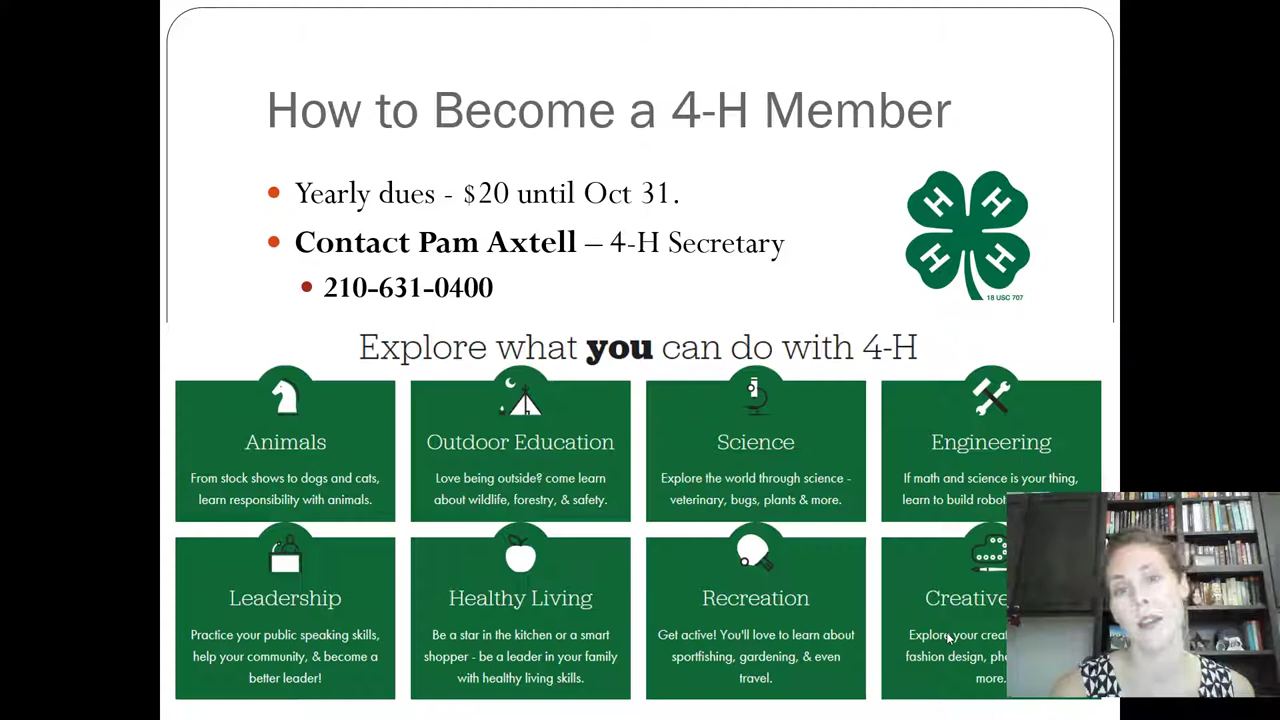 How to Become a 4-H Member
Yearly dues - $20 until Oct 31.
Contact Pam Axtell – 4-H Secretary
210-631-0400
H H
H H
18 USC 707
Explore what you can do with 4-H
Animals
From stock shows to dogs and cats,
learn responsibility with animals.
Outdoor Education
Love being outside? come learn
about wildlife, forestry, & safety.
Science
Explore the world through science -
veterinary, bugs, plants & more.
Engineering
If math and science is your thing,
learn to build
Leadership
Practice your public speaking skills,
help your community, & become a
better leader!
Healthy Living
Be a star in the kitchen or a smart
shopper - be a leader in your family
with healthy living skills.
Recreation
Get active! You'll love to learn about
sportfishing, gardening, & even
travel.
Creative
Explore your
fashion design,
more.